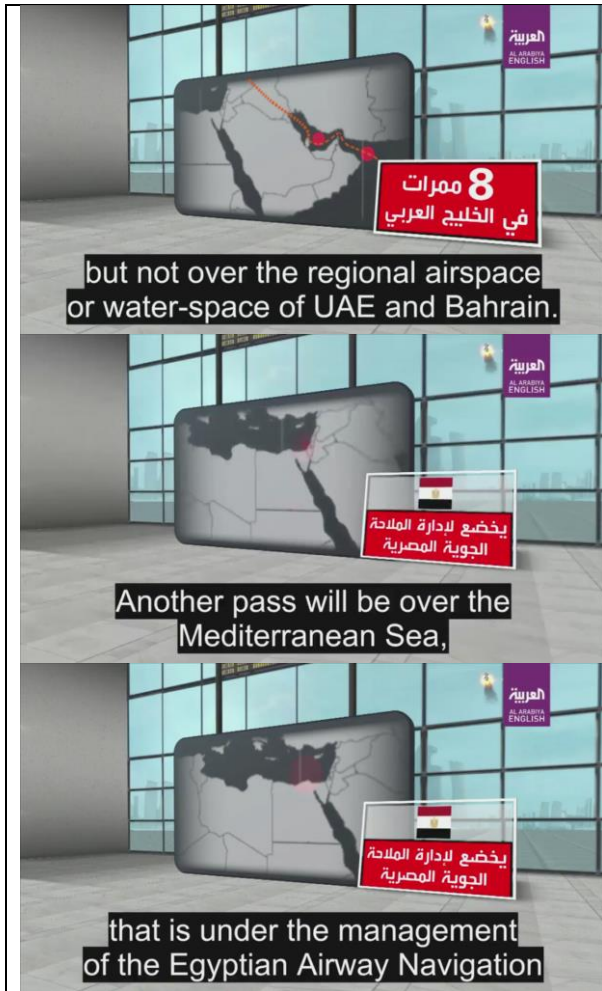 العربية
AL ARABIYA
ENGLISH
8 ممرات
في الخليج العربي
but not over the regional airspace
or water-space of UAE and Bahrain.
العربية
AL ARABIYA
ENGLISH
يخضع لإدارة الملاحة
الجوية المصرية
Another pass will be over the
Mediterranean Sea,
العربية
AL ARABIYA
ENGLISH
يخضع لإدارة الملاحة
الجوية المصرية
that is under the management
of the Egyptian Airway Navigation